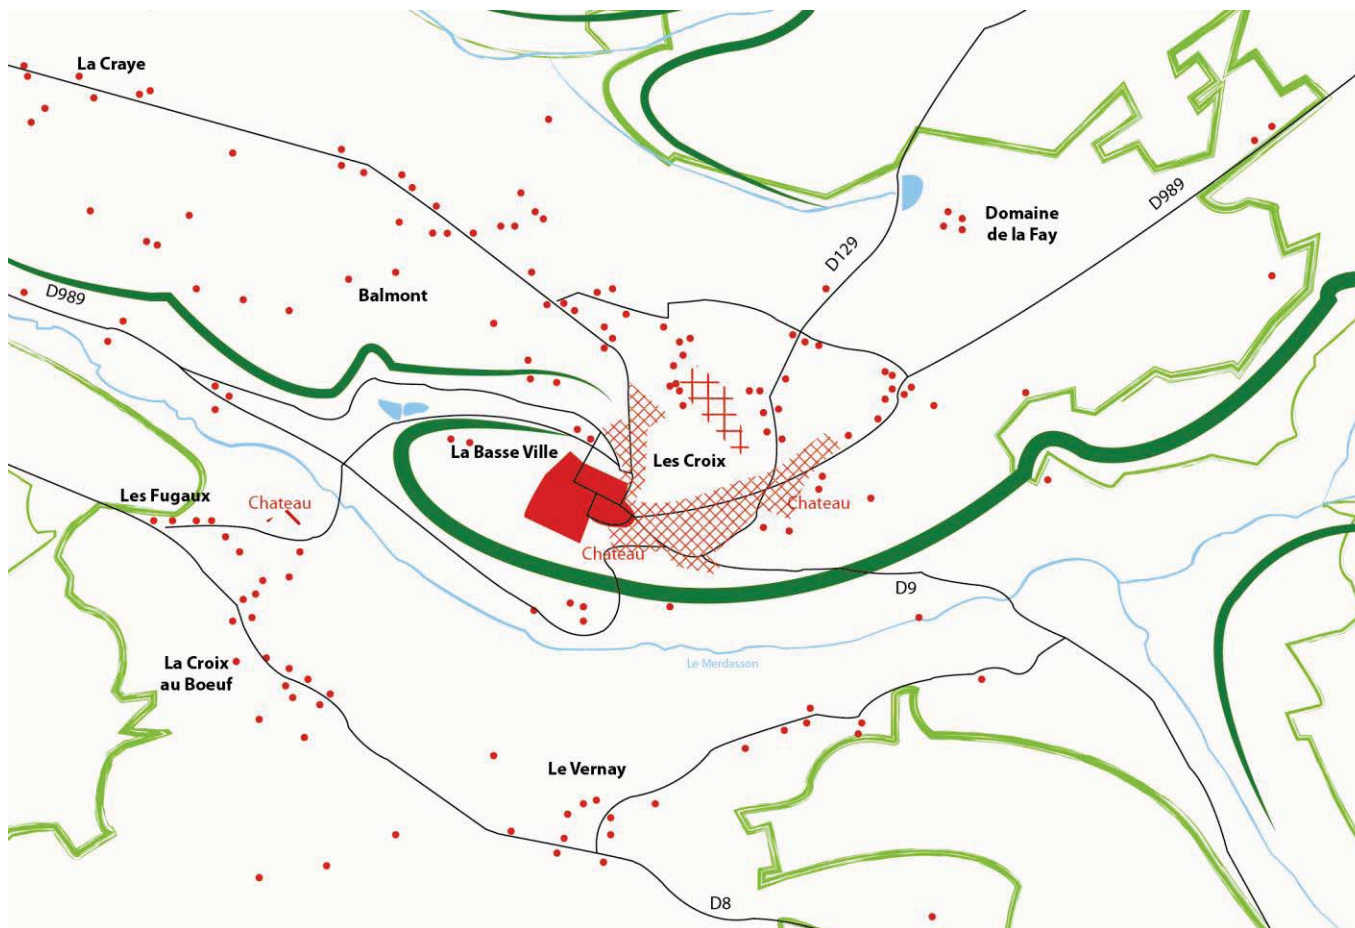 La Craye
D989
Domaine
de la Fay
D129
D989
Balmont
La Basse Ville
Les Croix
Les Fugaux
Chateau
Chateau
Chateau
D9
La Croix
au Boeuf
Le Merdasson
Le Vernay
D8